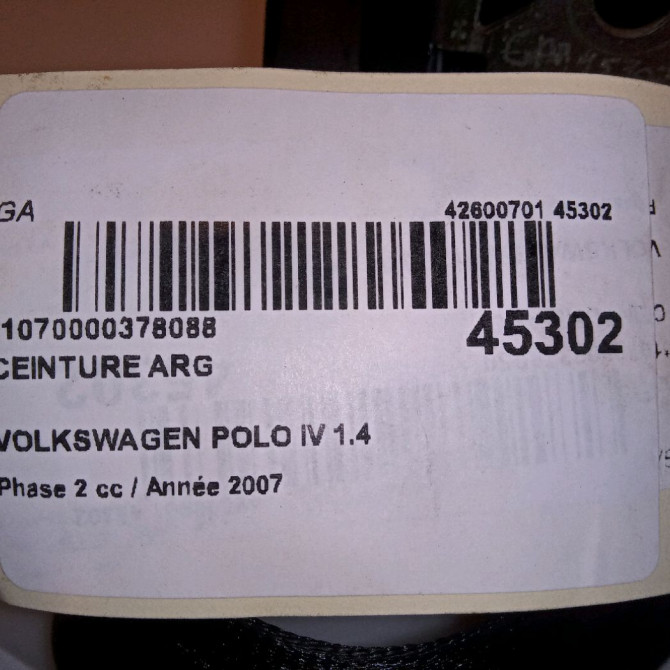 GA
42600701 45302
1070000378088
45302
CEINTURE ARG
VOLKSWAGEN POLO IV 1.4
Phase 2 cc / Année 2007